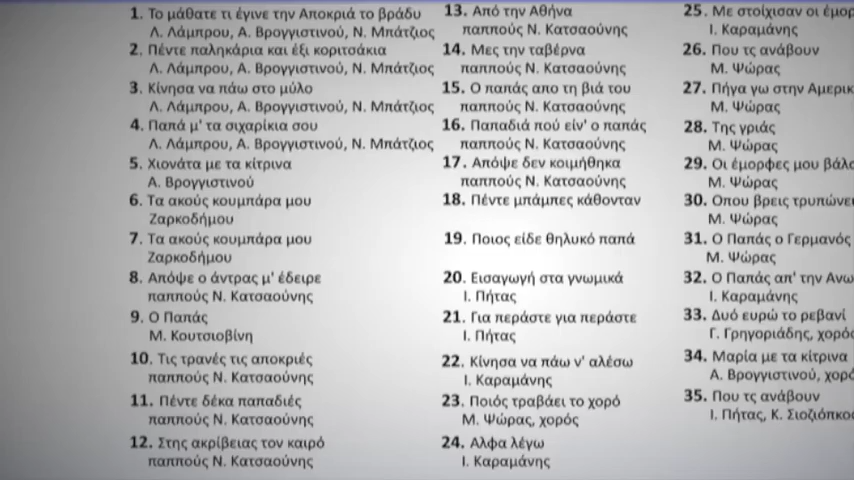 1. Το μάθατε τι έγινε την Αποκριά το βράδυ
Λ. Λάμπρου, Α. Βρογγιστινού, Ν. Μπάτζιος
2. Πέντε παληκάρια και έξι κοριτσάκια
Λ. Λάμπρου, Α. Βρογγιστινού, Ν. Μπάτζιος
3. Κίνησα να πάω στο μύλο
Λ. Λάμπρου, Α. Βρογγιστινού, Ν. Μπάτζιος
4. Παπά μ' τα σιχαρίκια σου
Λ. Λάμπρου, Α. Βρογγιστινού, Ν. Μπάτζιος
5. Χιονάτα με τα κίτρινα
Α. Βρογγιστινού
6. Τα ακούς κουμπάρα μου
Ζαρκοδήμου
7. Τα ακούς κουμπάρα μου
Ζαρκοδήμου
8. Απόψε ο άντρας μ' έδειρε
παππούς Ν. Κατσαούνης
9. Ο Παπάς
Μ. Κουτσιοβίνη
10. Τις τρανές τις αποκριές
παππούς Ν. Κατσαούνης
11. Πέντε δέκα παπαδιές
παππούς Ν. Κατσαούνης
12. Στης ακρίβειας τον καιρό
παππούς Ν. Κατσαούνης
13. Από την Αθήνα
παππούς Ν. Κατσαούνης
14. Μες την ταβέρνα
παππούς Ν. Κατσαούνης
15. Ο παπάς απο τη βιά του
παππούς Ν. Κατσαούνης
16. Παπαδιά πού είν' ο παπάς
παππούς Ν. Κατσαούνης
17. Απόψε δεν κοιμήθηκα
παππούς Ν. Κατσαούνης
18. Πέντε μπάμπες κάθονταν
19. Ποιος είδε θηλυκό παπά
20. Εισαγωγή στα γνωμικά
Ι. Πήτας
21. Για περάστε για περάστε
Ι. Πήτας
22. Κίνησα να πάω ν' αλέσω
Ι. Καραμάνης
23. Ποιός τραβάει το χορό
Μ. Ψώρας, χορός
24. Αλφα λέγω
Ι. Καραμάνης
25. Με στοίχισαν οι έμορ
Ι. Καραμάνης
26. Που τς ανάβουν
Μ. Ψώρας
27. Πήγα γω στην Αμερικ
Μ. Ψώρας
28. Της γριάς
Μ. Ψώρας
29. Οι έμορφες μου βάλα
Μ. Ψώρας
30. Οπου βρεις τρυπώνει
Μ. Ψώρας
31. Ο Παπάς ο Γερμανός
Μ. Ψώρας
32. Ο Παπάς απ' την Ανω
Ι. Καραμάνης
33. Δυό ευρώ το ρεβανί
Γ. Γρηγοριάδης, χορός
34. Μαρία με τα κίτρινα
Α. Βρογγιστινού, χορό
35. Που τς ανάβουν
Ι. Πήτας, Κ. Σιοζιόπκο